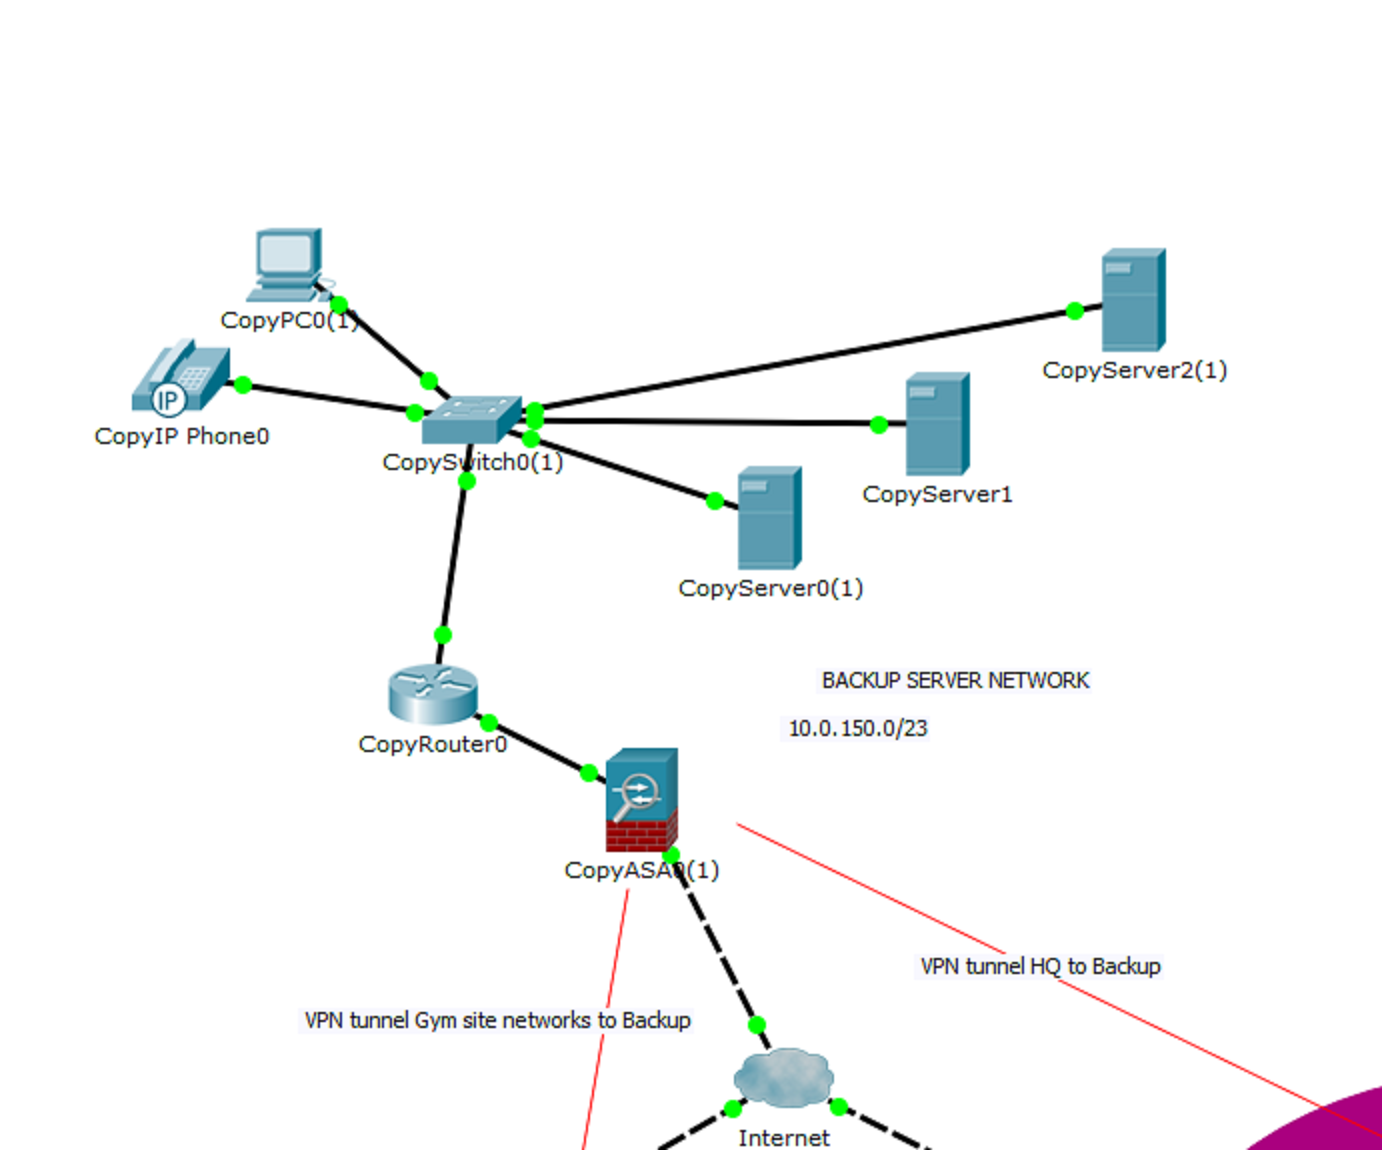 CopyPC0(1)
IP
CopyIP Phone0
CopySwitch0(1)
CopyServer2(1)
CopyServer1
CopyServer0(1)
CopyRouter0
BACKUP SERVER NETWORK
10.0.150.0/23
CopyASA0(1)
VPN tunnel HQ to Backup
VPN tunnel Gym site networks to Backup
Internet